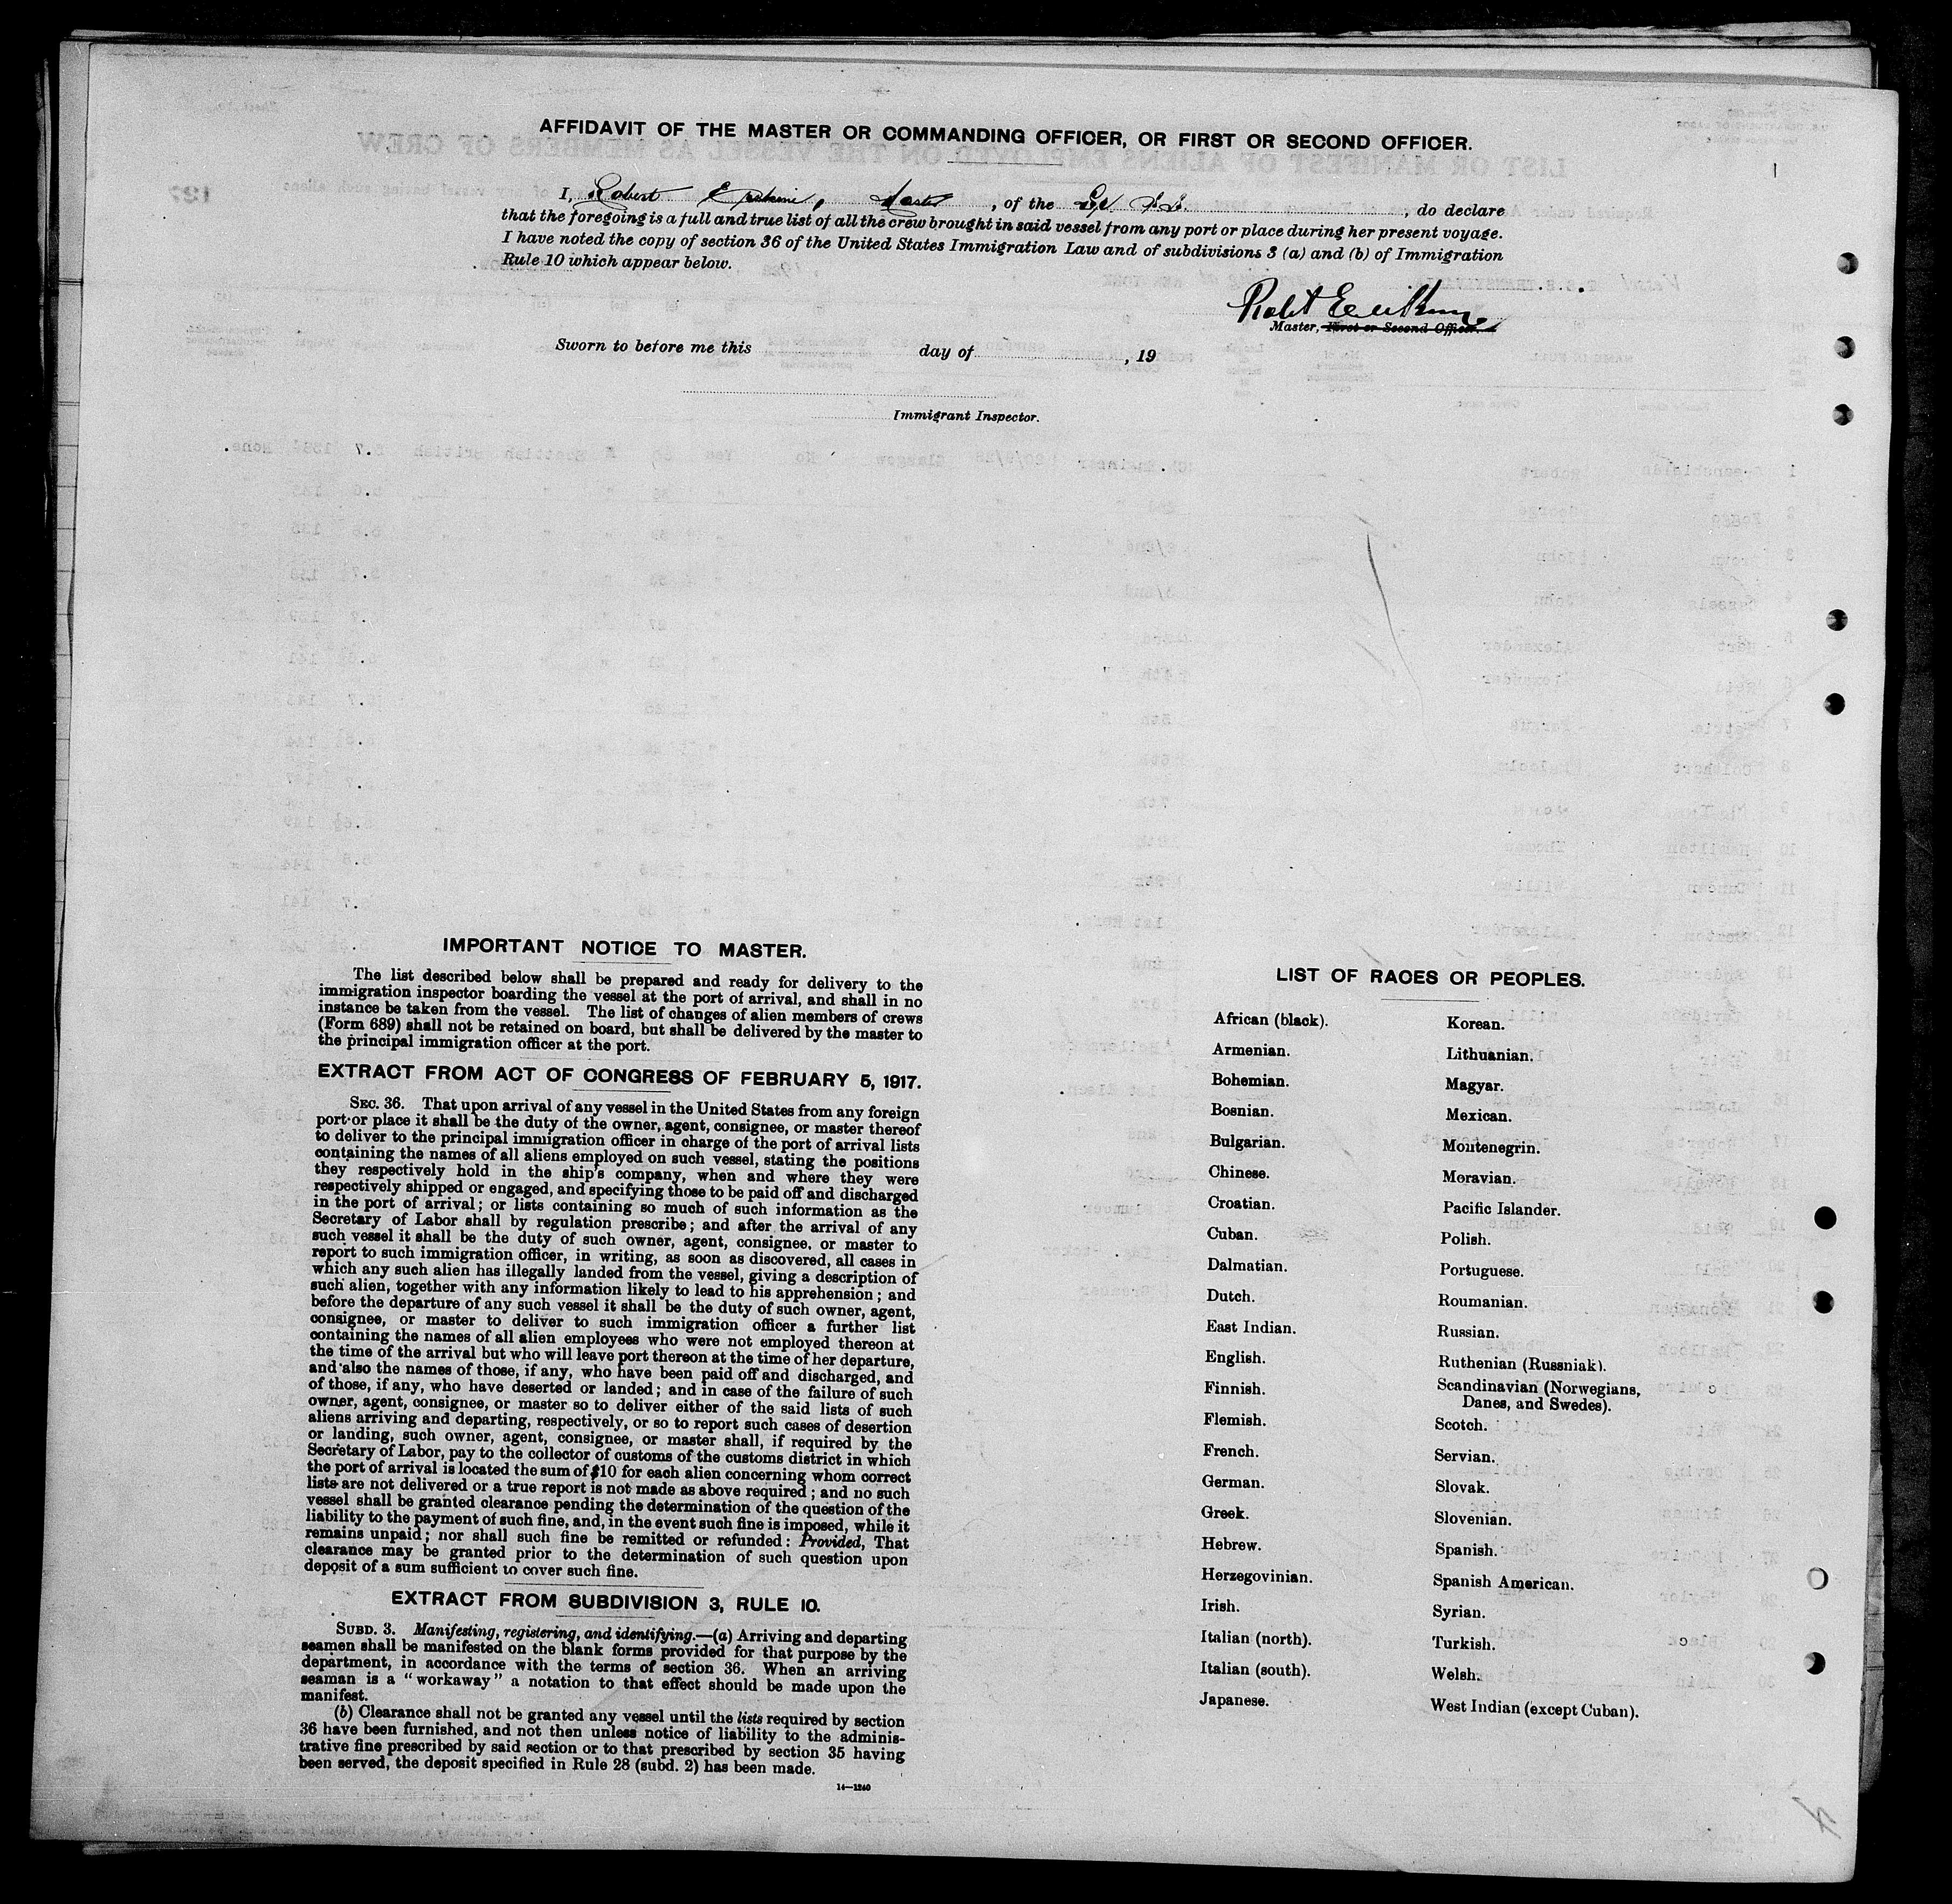 AFFIDAVIT OF THE MASTER OR COMMANDING OFFICER, OR FIRST OR SECOND OFFICER.
I, Robert Erskine, Master, of the S.S., do declare
that the foregoing is a full and true list of all the crew brought in said vessel from any port or place during her present voyage.
I have noted the copy of section 36 of the United States Immigration Law and of subdivisions 3 (a) and (b) of Immigration
Rule 10 which appear below.
Master, First or Second Officer.
Sworn to before me this day of , 19
Immigrant Inspector.
IMPORTANT NOTICE TO MASTER.
The list described below shall be prepared and ready for delivery to the
immigration inspector boarding the vessel at the port of arrival, and shall in no
instance be taken from the vessel. The list of changes of alien members of crews
(Form 689) shall not be retained on board, but shall be delivered by the master to
the principal immigration officer at the port.
EXTRACT FROM ACT OF CONGRESS OF FEBRUARY 5, 1917.
SEC. 36. That upon arrival of any vessel in the United States from any foreign
port or place it shall be the duty of the owner, agent, consignee, or master thereof
to deliver to the principal immigration officer in charge of the port of arrival lists
containing the names of all aliens employed on such vessel, stating the positions
they respectively hold in the ship's company, when and where they were
respectively shipped or engaged, and specifying those to be paid off and discharged
in the port of arrival; or lists containing so much of such information as the
Secretary of Labor shall by regulation prescribe; and after the arrival of any
such vessel it shall be the duty of such owner, agent, consignee, or master to
report to such immigration officer, in writing, as soon as discovered, all cases in
which any such alien has illegally landed from the vessel, giving a description of
such alien, together with any information likely to lead to his apprehension; and
before the departure of any such vessel it shall be the duty of such owner, agent,
consignee, or master to deliver to such immigration officer a further list
containing the names of all alien employees who were not employed thereon at
the time of the arrival but who will leave port thereon at the time of her departure,
and also the names of those, if any, who have been paid off and discharged, and
of those, if any, who have deserted or landed; and in case of the failure of such
owner, agent, consignee, or master so to deliver either of the said lists of such
aliens arriving and departing, respectively, or so to report such cases of desertion
or landing, such owner, agent, consignee, or master shall, if required by the
Secretary of Labor, pay to the collector of customs of the customs district in which
the port of arrival is located the sum of $10 for each alien concerning whom correct
lists are not delivered or a true report is not made as above required; and no such
vessel shall be granted clearance pending the determination of the question of the
liability to the payment of such fine, and, in the event such fine is imposed, while it
remains unpaid; nor shall such fine be remitted or refunded: Provided, That
clearance may be granted prior to the determination of such question upon
deposit of a sum sufficient to cover such fine.
EXTRACT FROM SUBDIVISION 3, RULE 10.
SUBD. 3. Manifesting, registering, and identifying.—(a) Arriving and departing
seamen shall be manifested on the blank forms provided for that purpose by the
department, in accordance with the terms of section 36. When an arriving
seaman is a "workaway" a notation to that effect should be made upon the
manifest.
(b) Clearance shall not be granted any vessel until the lists required by section
36 have been furnished, and not then unless notice of liability to the adminis-
trative fine prescribed by said section or to that prescribed by section 35 having
been served, the deposit specified in Rule 28 (subd. 2) has been made.
14—1240
LIST OF RACES OR PEOPLES.
African (black).
Armenian.
Bohemian.
Bosnian.
Bulgarian.
Chinese.
Croatian.
Cuban.
Dalmatian.
Dutch.
East Indian.
English.
Finnish.
Flemish.
French.
German.
Greek.
Hebrew.
Herzegovinian.
Irish.
Italian (north).
Italian (south).
Japanese.
Korean.
Lithuanian.
Magyar.
Mexican.
Montenegrin.
Moravian.
Pacific Islander.
Polish.
Portuguese.
Roumanian.
Russian.
Ruthenian (Russniak).
Scandinavian (Norwegians,
Danes, and Swedes).
Scotch.
Servian.
Slovak.
Slovenian.
Spanish.
Spanish American.
Syrian.
Turkish.
Welsh.
West Indian (except Cuban).
4